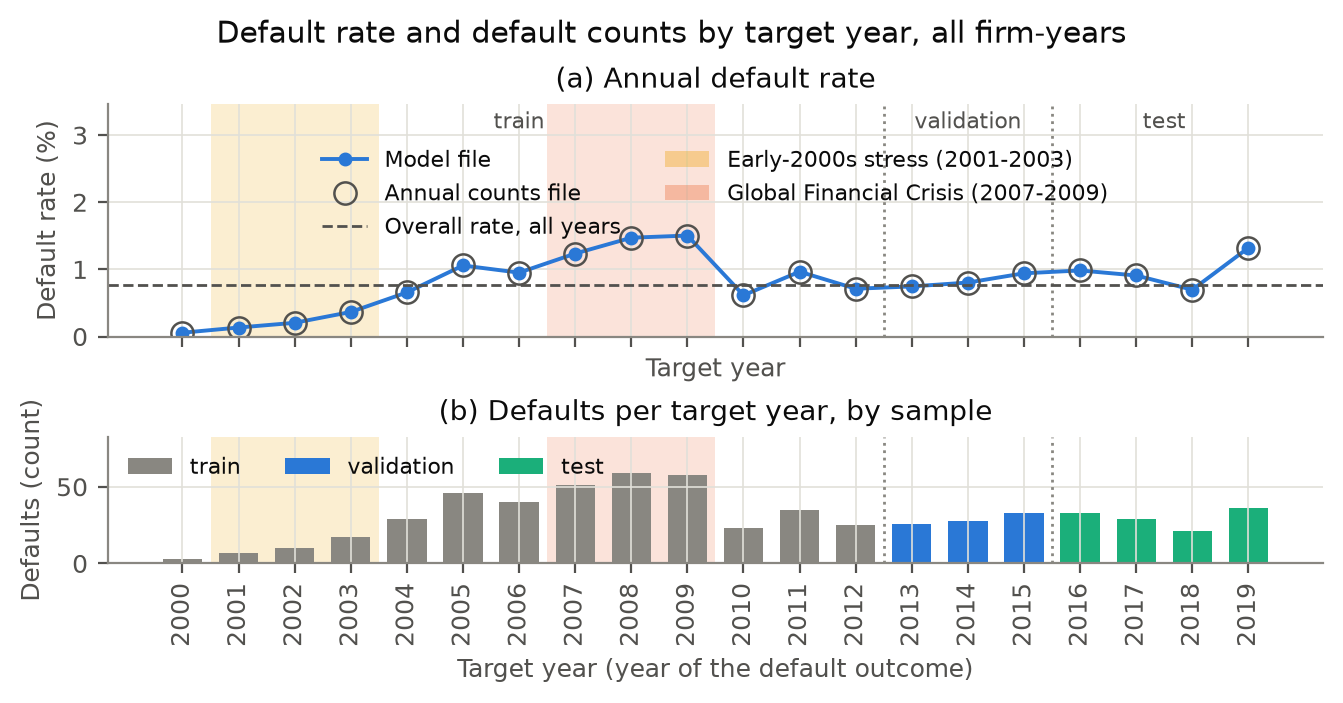 Default rate and default counts by target year, all firm-years
(a) Annual default rate
train
validation
test
Default rate (%)
3
2
1
0
Model file
Annual counts file
Overall rate, all years
Early-2000s stress (2001-2003)
Global Financial Crisis (2007-2009)
Target year
(b) Defaults per target year, by sample
Defaults (count)
50
0
train
validation
test
2000
2001
2002
2003
2004
2005
2006
2007
2008
2009
2010
2011
2012
2013
2014
2015
2016
2017
2018
2019
Target year (year of the default outcome)